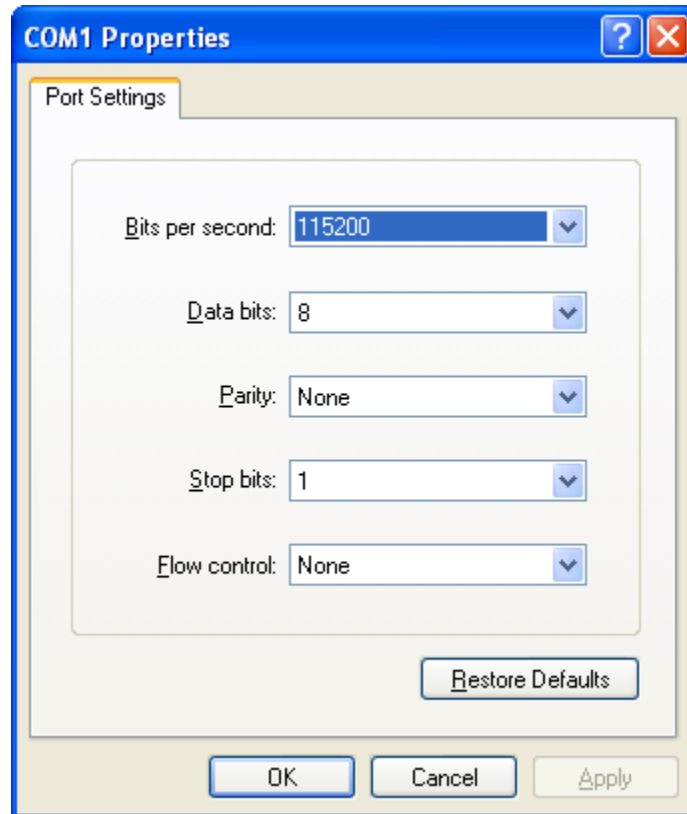 COM1 Properties
Port Settings
Bits per second: 115200
Data bits: 8
Parity: None
Stop bits: 1
Flow control: None
Restore Defaults
OK Cancel Apply